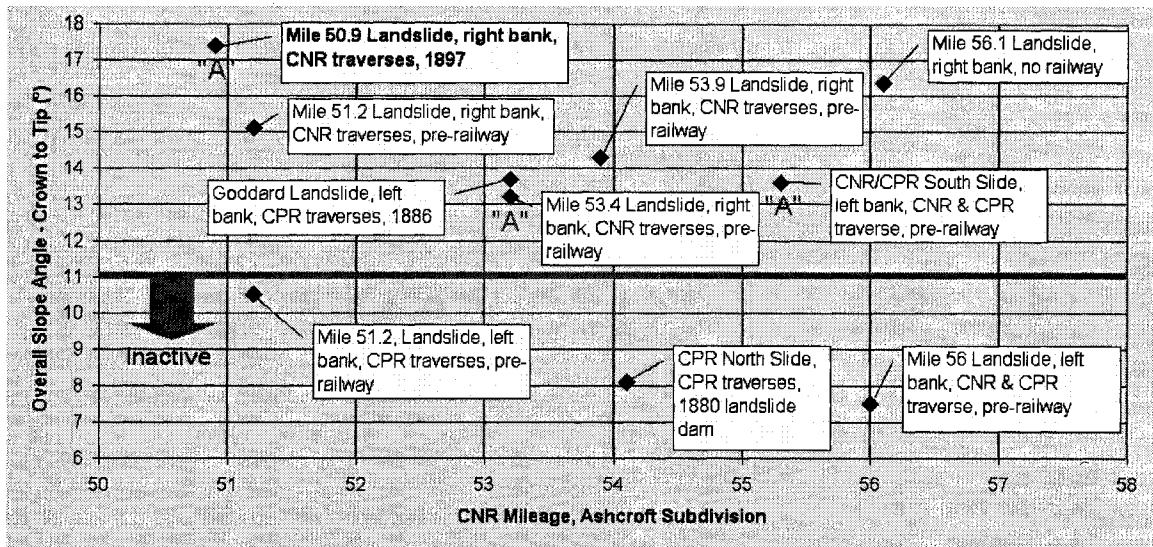 Overall Slope Angle - Crown to Tip (°)
18
17
16
15
14
13
12
11
10
9
8
7
6
Mile 50.9 Landslide, right bank,
CNR traverses, 1897
"A"
Mile 51.2 Landslide, right bank,
CNR traverses, pre-railway
Goddard Landslide, left
bank, CPR traverses, 1886
"A"
Mile 53.4 Landslide, right
bank, CNR traverses, pre-
railway
Mile 53.9 Landslide, right
bank, CNR traverses, pre-
railway
Mile 56.1 Landslide,
right bank, no railway
"A"
CNR/CPR South Slide,
left bank, CNR & CPR
traverse, pre-railway
Inactive
Mile 51.2 Landslide, left
bank, CPR traverses, pre-
railway
CPR North Slide,
CPR traverses,
1880 landslide
dam
Mile 56 Landslide, left
bank, CNR & CPR
traverse, pre-railway
50 51 52 53 54 55 56 57 58
CNR Mileage, Ashcroft Subdivision